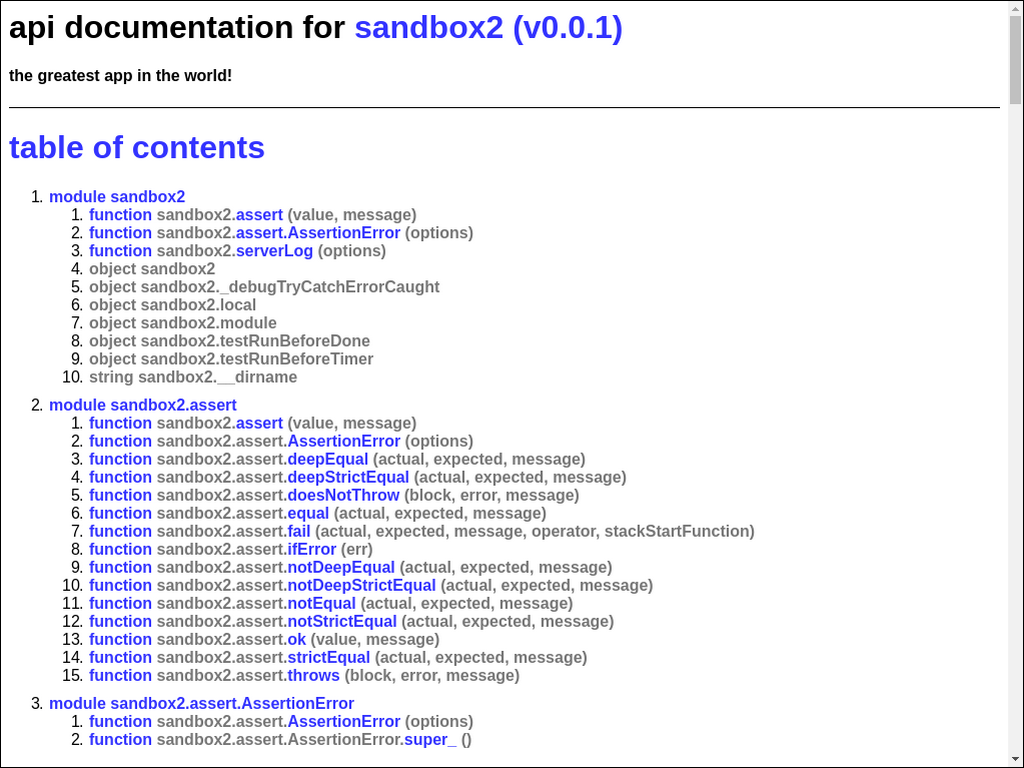 api documentation for sandbox2 (v0.0.1)
the greatest app in the world!
table of contents
1. module sandbox2
1. function sandbox2.assert (value, message)
2. function sandbox2.assert.AssertionError (options)
3. function sandbox2.serverLog (options)
4. object sandbox2
5. object sandbox2._debugTryCatchErrorCaught
6. object sandbox2.local
7. object sandbox2.module
8. object sandbox2.testRunBeforeDone
9. object sandbox2.testRunBeforeTimer
10. string sandbox2.__dirname
2. module sandbox2.assert
1. function sandbox2.assert (value, message)
2. function sandbox2.assert.AssertionError (options)
3. function sandbox2.assert.deepEqual (actual, expected, message)
4. function sandbox2.assert.deepStrictEqual (actual, expected, message)
5. function sandbox2.assert.doesNotThrow (block, error, message)
6. function sandbox2.assert.equal (actual, expected, message)
7. function sandbox2.assert.fail (actual, expected, message, operator, stackStartFunction)
8. function sandbox2.assert.ifError (err)
9. function sandbox2.assert.notDeepEqual (actual, expected, message)
10. function sandbox2.assert.notDeepStrictEqual (actual, expected, message)
11. function sandbox2.assert.notEqual (actual, expected, message)
12. function sandbox2.assert.notStrictEqual (actual, expected, message)
13. function sandbox2.assert.ok (value, message)
14. function sandbox2.assert.strictEqual (actual, expected, message)
15. function sandbox2.assert.throws (block, error, message)
3. module sandbox2.assert.AssertionError
1. function sandbox2.assert.AssertionError (options)
2. function sandbox2.assert.AssertionError.super_ ()